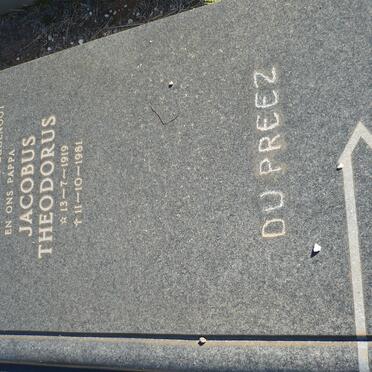 EN ONS PAPPA
JACOBUS
THEODORUS
☆ 13–7–1919
† 11–10–1981
DU PREEZ